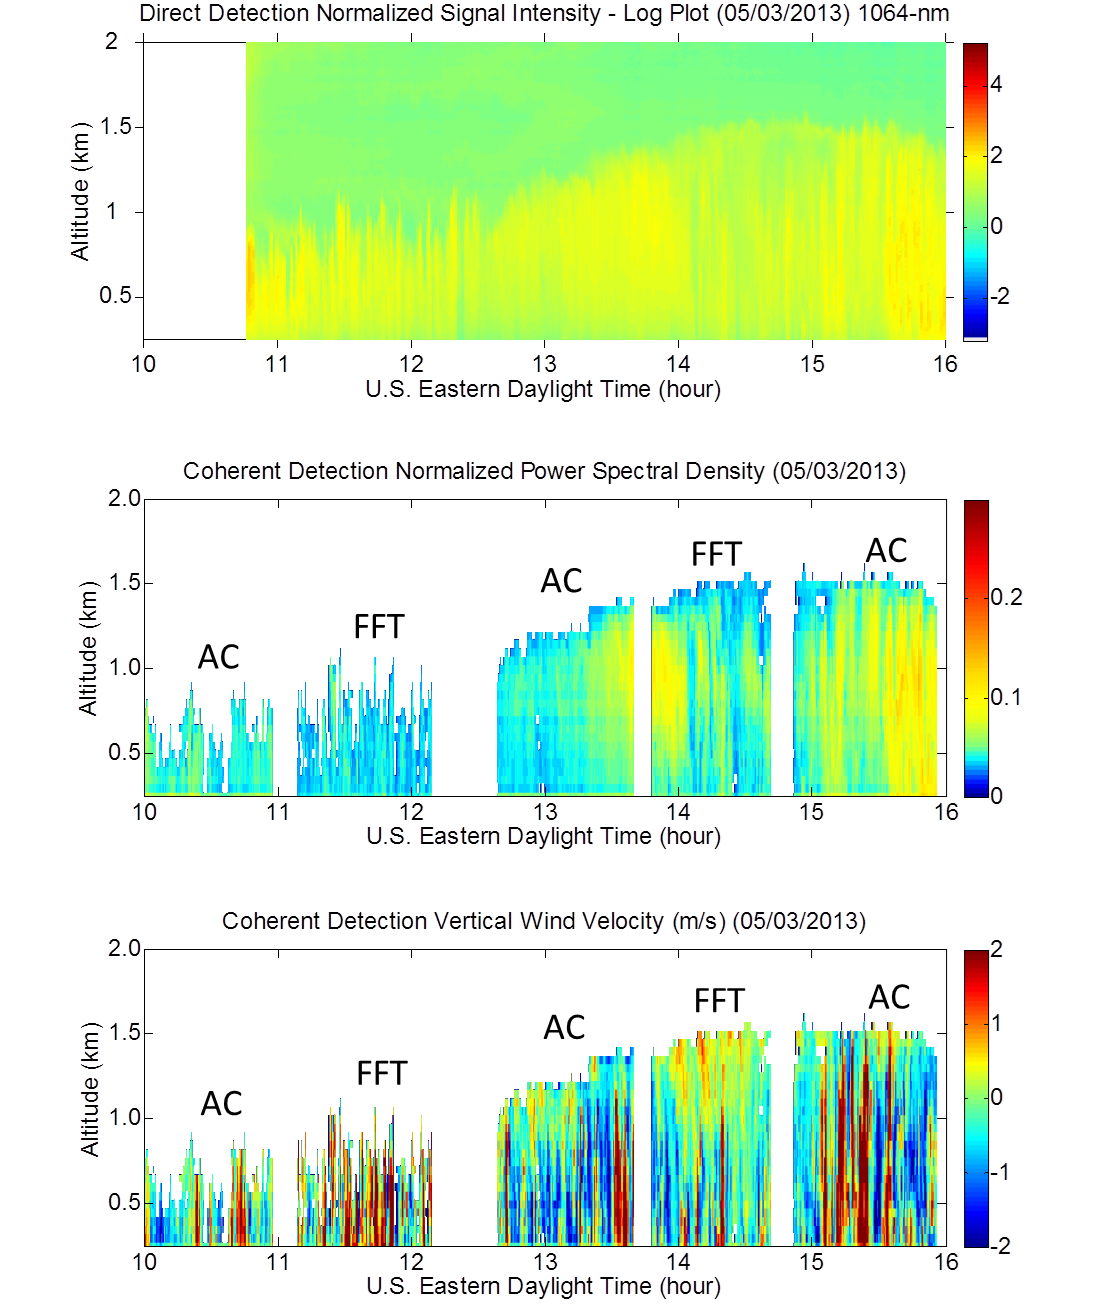 Direct Detection Normalized Signal Intensity - Log Plot (05/03/2013) 1064-nm
2
1.5
1
0.5
Altitude (km)
10 11 12 13 14 15 16
U.S. Eastern Daylight Time (hour)
4
2
0
-2
Coherent Detection Normalized Power Spectral Density (05/03/2013)
2.0
1.5
1.0
0.5
Altitude (km)
AC FFT AC FFT AC
10 11 12 13 14 15 16
U.S. Eastern Daylight Time (hour)
0.2
0.1
0
Coherent Detection Vertical Wind Velocity (m/s) (05/03/2013)
2.0
1.5
1.0
0.5
Altitude (km)
AC FFT AC FFT AC
10 11 12 13 14 15 16
U.S. Eastern Daylight Time (hour)
2
1
0
-1
-2